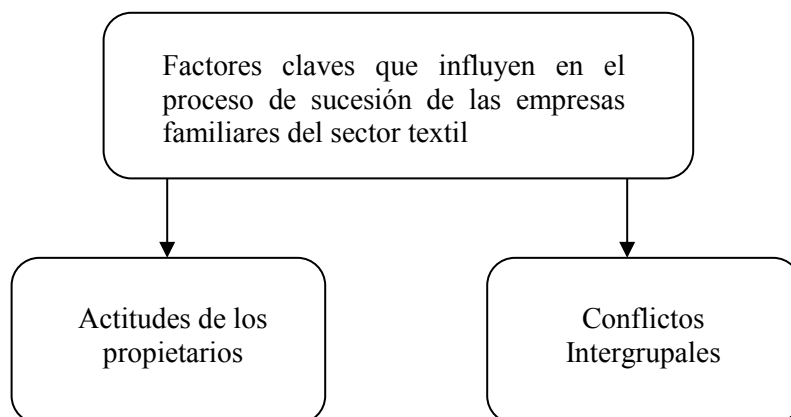 Factores claves que influyen en el
proceso de sucesión de las empresas
familiares del sector textil
Actitudes de los
propietarios
Conflictos
Intergrupales